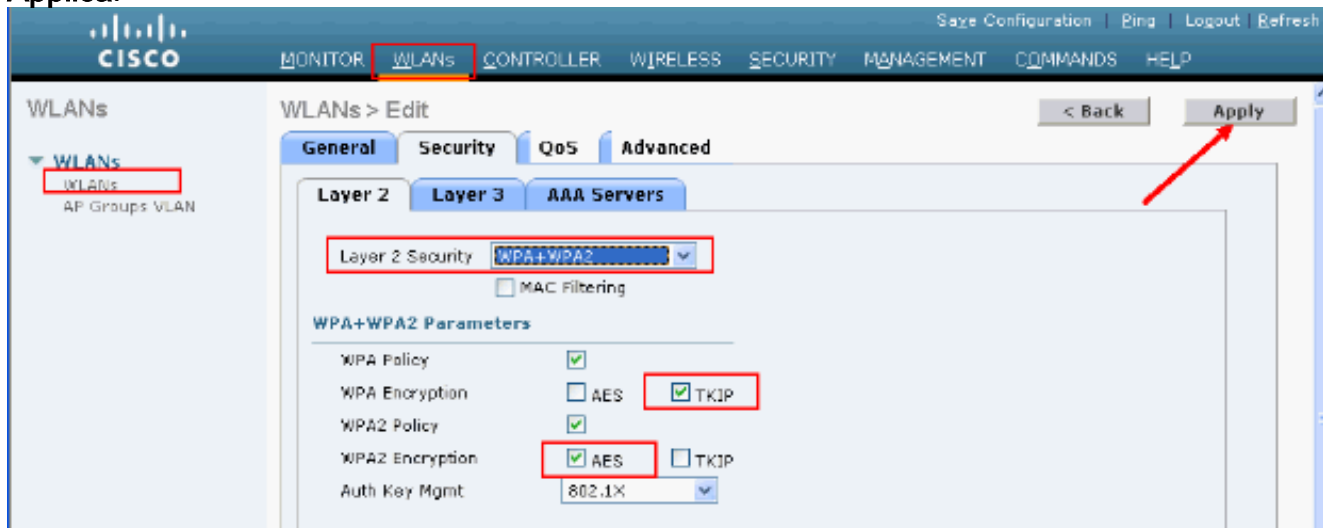 Save Configuration | Ping | Logout | Refresh
CISCO
MONITOR WLANs CONTROLLER WIRELESS SECURITY MANAGEMENT COMMANDS HELP
WLANs
WLANs > Edit
< Back Apply
General Security QoS Advanced
WLANs
WLANs
AP Groups VLAN
Layer 2 Layer 3 AAA Servers
Layer 2 Security WPA+WPA2
MAC Filtering
WPA+WPA2 Parameters
WPA Policy
WPA Encryption AES TKIP
WPA2 Policy
WPA2 Encryption AES TKIP
Auth Key Mgmt 802.1X